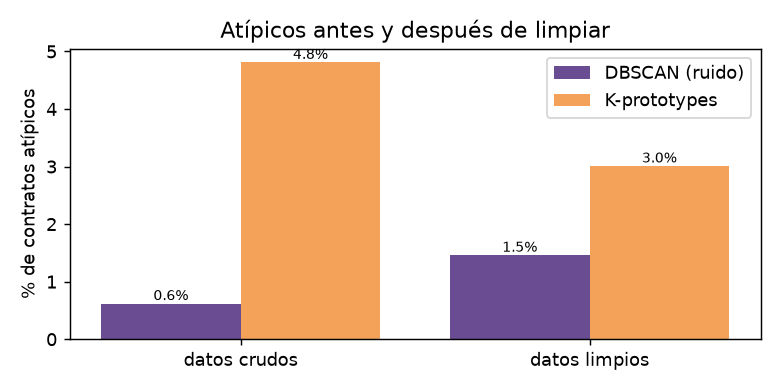 Atípicos antes y después de limpiar
% de contratos atípicos
5
4
3
2
1
0
0.6%
4.8%
1.5%
3.0%
DBSCAN (ruido)
K-prototypes
datos crudos
datos limpios